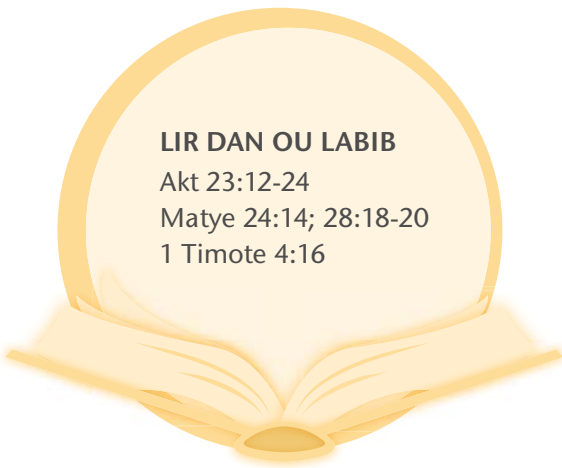 LIR DAN OU LABIB
Akt 23:12-24
Matye 24:14; 28:18-20
1 Timote 4:16